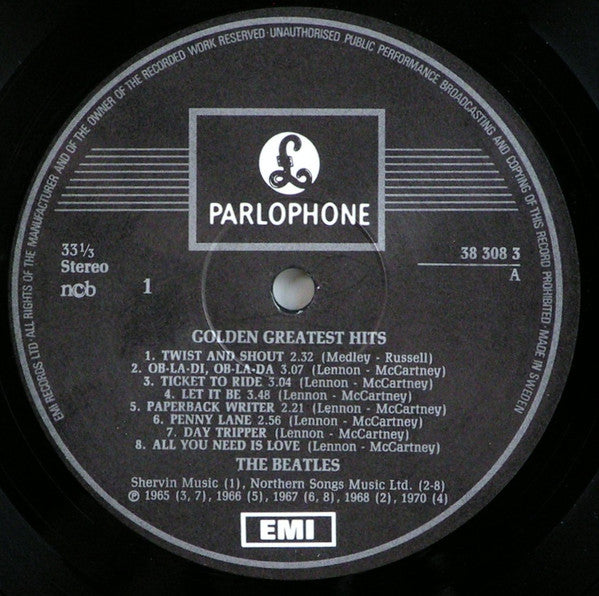 EMI RECORDS LTD · ALL RIGHTS OF THE MANUFACTURER AND OF THE OWNER OF THE RECORDED WORK RESERVED · UNAUTHORISED PUBLIC PERFORMANCE BROADCASTING AND COPYING OF THIS RECORD PROHIBITED · MADE IN SWEDEN
£
PARLOPHONE
33⅓
Stereo
ncb
1
38 308 3
A
GOLDEN GREATEST HITS
1. TWIST AND SHOUT 2.32 (Medley - Russell)
2. OB-LA-DI, OB-LA-DA 3.07 (Lennon - McCartney)
3. TICKET TO RIDE 3.04 (Lennon - McCartney)
4. LET IT BE 3.48 (Lennon - McCartney)
5. PAPERBACK WRITER 2.21 (Lennon - McCartney)
6. PENNY LANE 2.56 (Lennon - McCartney)
7. DAY TRIPPER (Lennon - McCartney)
8. ALL YOU NEED IS LOVE (Lennon - McCartney)
THE BEATLES
Shervin Music (1), Northern Songs Music Ltd. (2-8)
℗ 1965 (3, 7), 1966 (5), 1967 (6, 8), 1968 (2), 1970 (4)
EMI